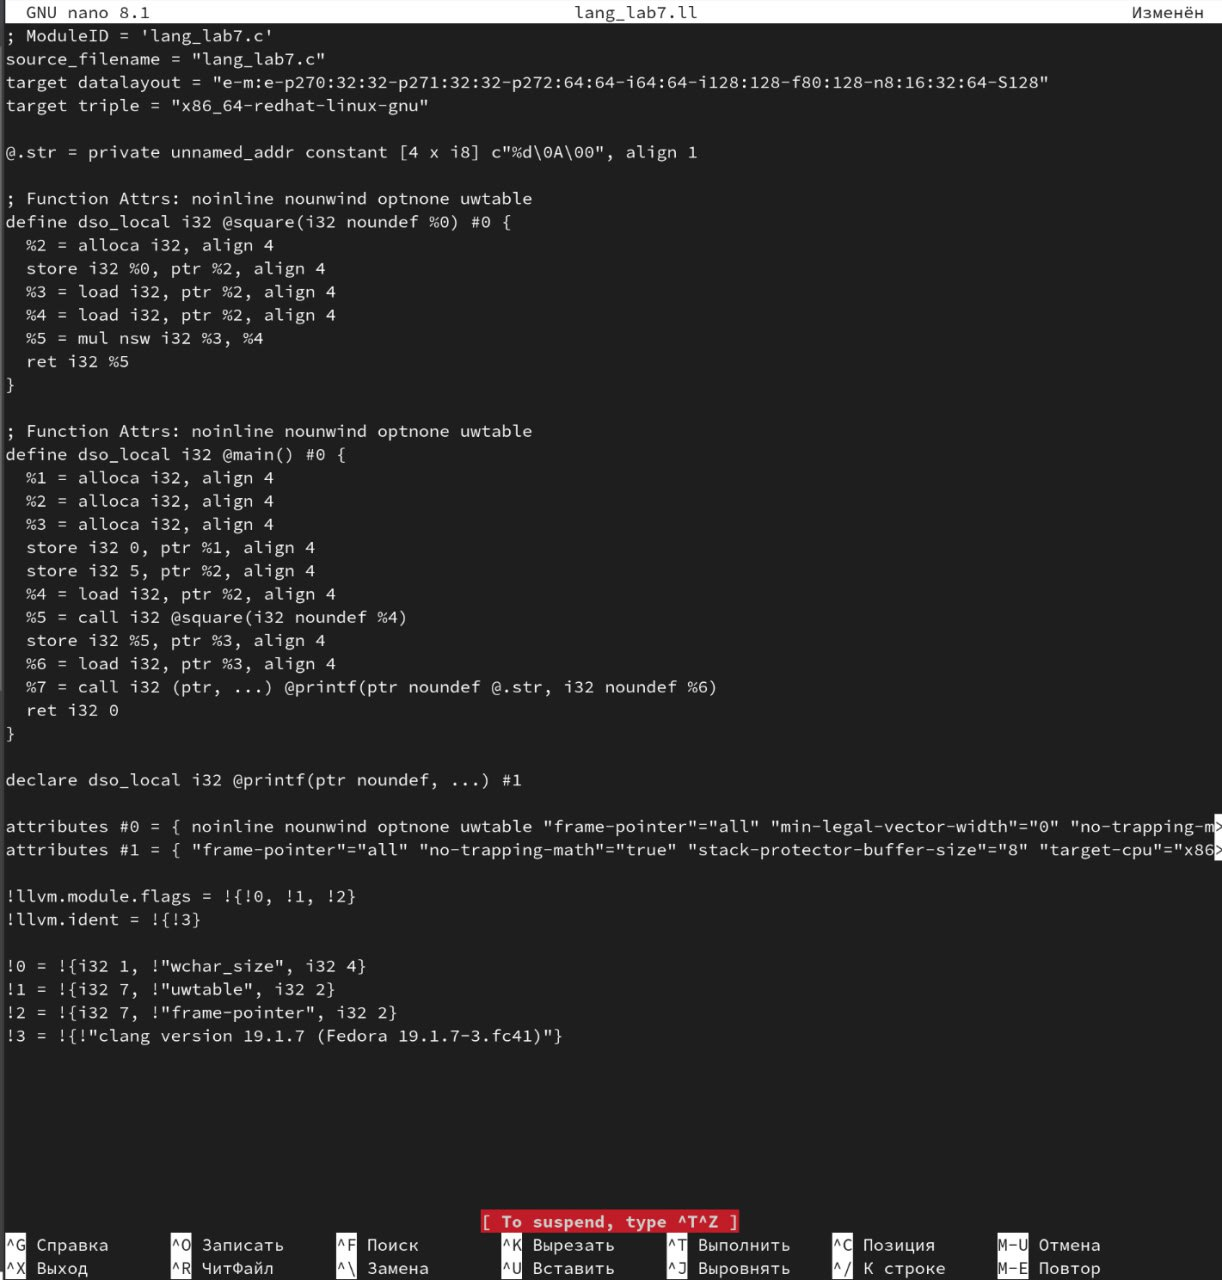 GNU nano 8.1 lang_lab7.ll Изменён
; ModuleID = 'lang_lab7.c'
source_filename = "lang_lab7.c"
target datalayout = "e-m:e-p270:32:32-p271:32:32-p272:64:64-i64:64-i128:128-f80:128-n8:16:32:64-S128"
target triple = "x86_64-redhat-linux-gnu"

@.str = private unnamed_addr constant [4 x i8] c"%d\0A\00", align 1

; Function Attrs: noinline nounwind optnone uwtable
define dso_local i32 @square(i32 noundef %0) #0 {
  %2 = alloca i32, align 4
  store i32 %0, ptr %2, align 4
  %3 = load i32, ptr %2, align 4
  %4 = load i32, ptr %2, align 4
  %5 = mul nsw i32 %3, %4
  ret i32 %5
}

; Function Attrs: noinline nounwind optnone uwtable
define dso_local i32 @main() #0 {
  %1 = alloca i32, align 4
  %2 = alloca i32, align 4
  %3 = alloca i32, align 4
  store i32 0, ptr %1, align 4
  store i32 5, ptr %2, align 4
  %4 = load i32, ptr %2, align 4
  %5 = call i32 @square(i32 noundef %4)
  store i32 %5, ptr %3, align 4
  %6 = load i32, ptr %3, align 4
  %7 = call i32 (ptr, ...) @printf(ptr noundef @.str, i32 noundef %6)
  ret i32 0
}

declare dso_local i32 @printf(ptr noundef, ...) #1

attributes #0 = { noinline nounwind optnone uwtable "frame-pointer"="all" "min-legal-vector-width"="0" "no-trapping-m>
attributes #1 = { "frame-pointer"="all" "no-trapping-math"="true" "stack-protector-buffer-size"="8" "target-cpu"="x86>

!llvm.module.flags = !{!0, !1, !2}
!llvm.ident = !{!3}

!0 = !{i32 1, !"wchar_size", i32 4}
!1 = !{i32 7, !"uwtable", i32 2}
!2 = !{i32 7, !"frame-pointer", i32 2}
!3 = !{!"clang version 19.1.7 (Fedora 19.1.7-3.fc41)"}

[ To suspend, type ^T^Z ]
^G Справка ^O Записать ^F Поиск ^K Вырезать ^T Выполнить ^C Позиция M-U Отмена
^X Выход ^R ЧитФайл ^\ Замена ^U Вставить ^J Выровнять ^/ К строке M-E Повтор